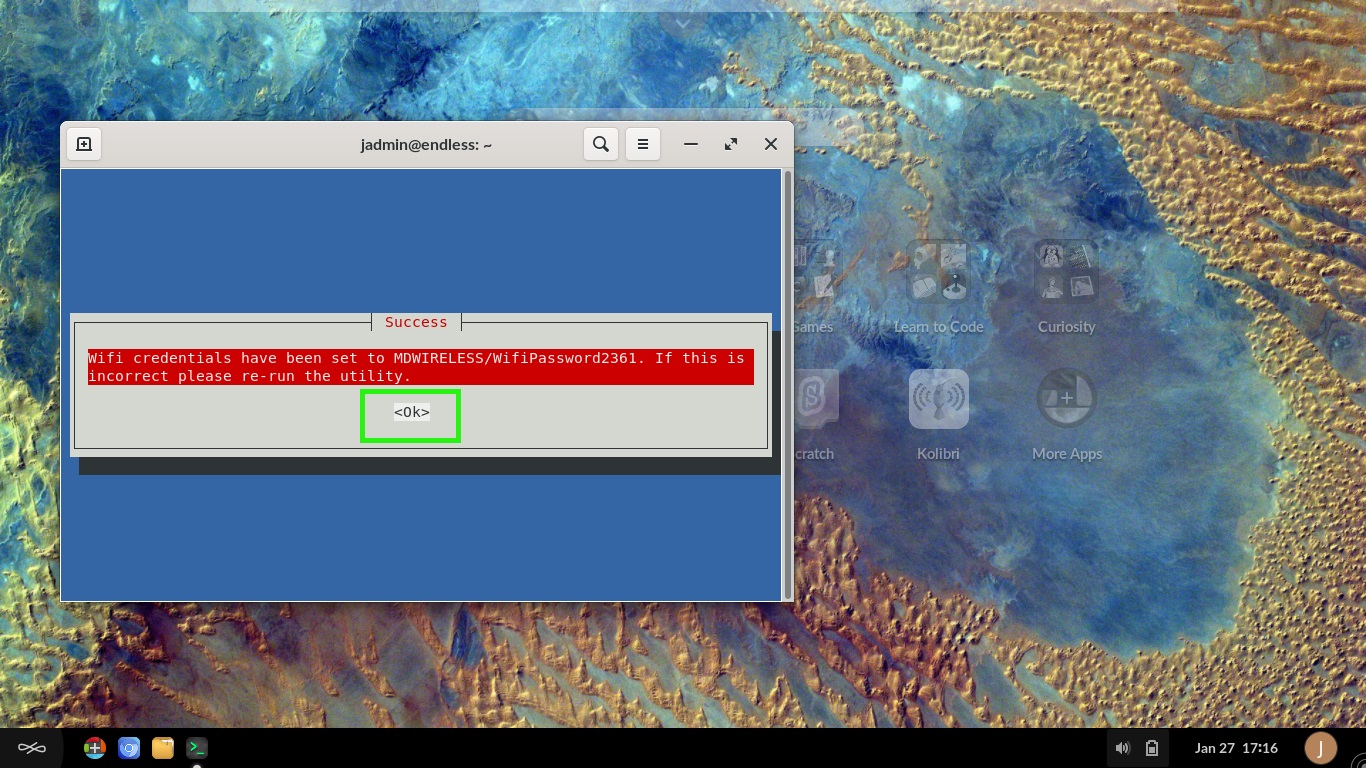 jadmin@endless: ~
Success
Wifi credentials have been set to MDWIRELESS/WifiPassword2361. If this is
incorrect please re-run the utility.
<Ok>
Games
Learn to Code
Curiosity
cratch
Kolibri
More Apps
Jan 27 17:16
J